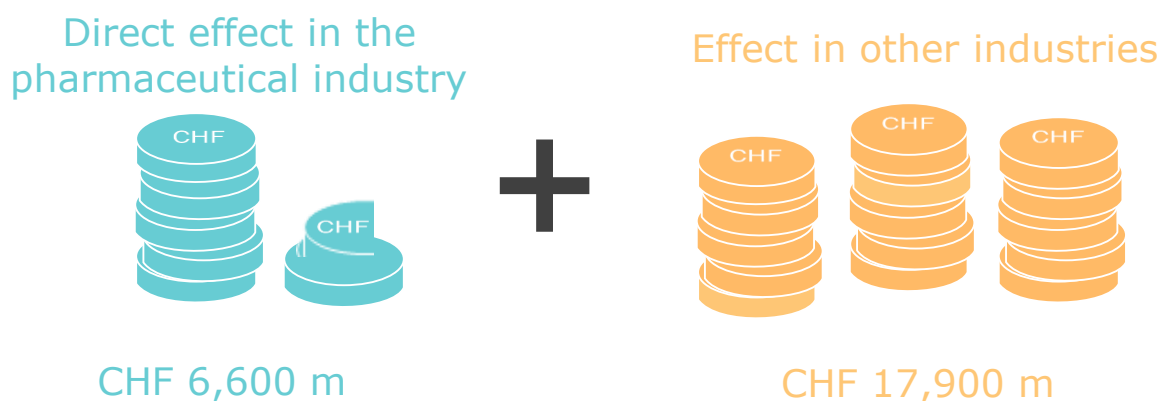 Direct effect in the
pharmaceutical industry
CHF
CHF
CHF 6,600 m
+
Effect in other industries
CHF
CHF
CHF
CHF 17,900 m